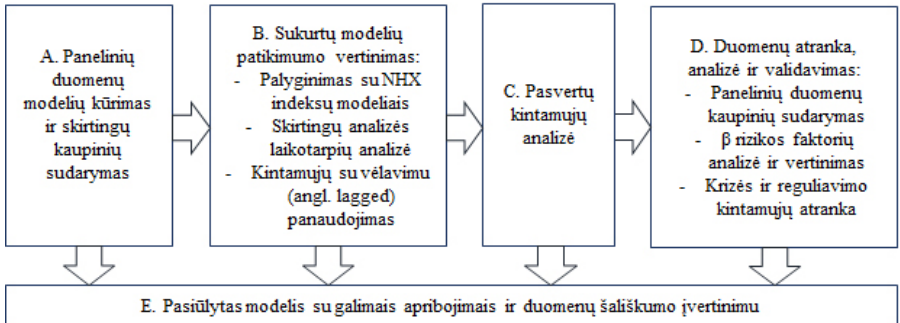 A. Panelinių
duomenų
modelių kūrimas
ir skirtingų
kaupinių
sudarymas
B. Sukurtų modelių
patikimumo vertinimas:
- Palyginimas su NHX
indeksų modeliais
- Skirtingų analizės
laikotarpių analizė
- Kintamųjų su vėlavimu
(angl. lagged)
panaudojimas
C. Pasvertų
kintamųjų
analizė
D. Duomenų atranka,
analizė ir validavimas:
- Panelinių duomenų
kaupinių sudarymas
- β rizikos faktorių
analizė ir vertinimas
- Krizės ir reguliavimo
kintamųjų atranka
E. Pasiūlytas modelis su galimais apribojimais ir duomenų šališkumo įvertinimu